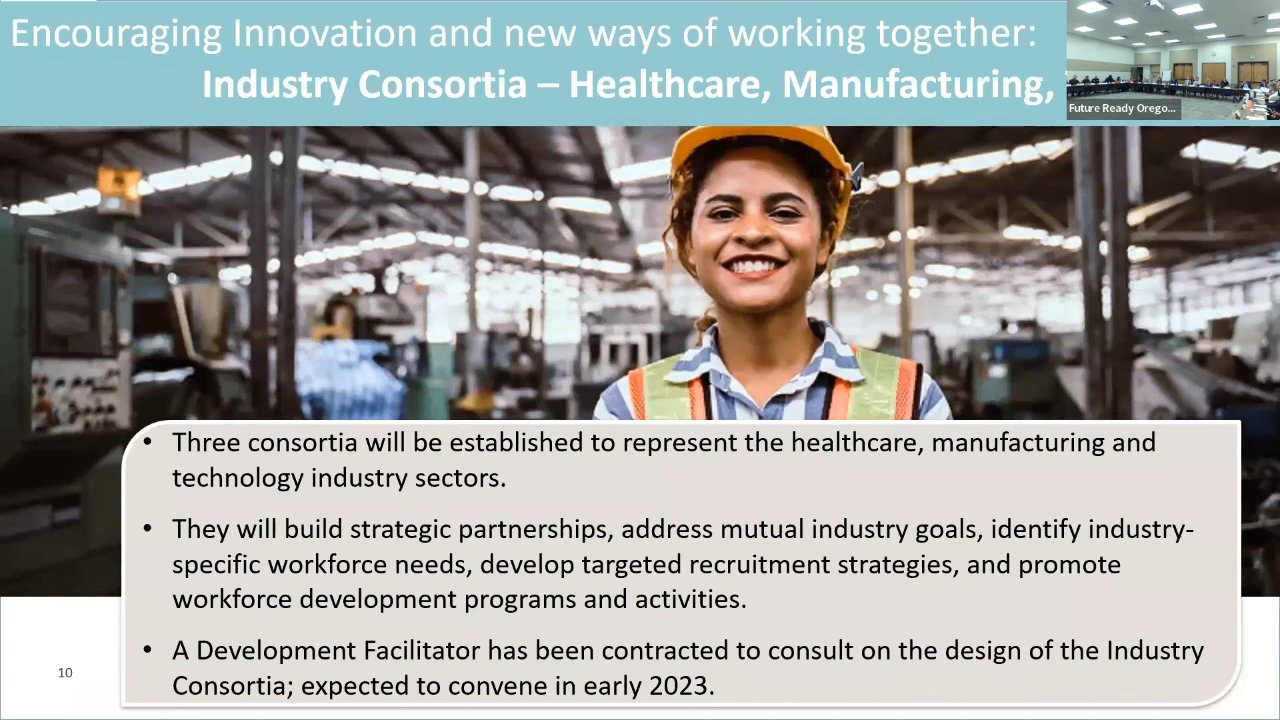 Encouraging Innovation and new ways of working together:
Industry Consortia – Healthcare, Manufacturing,
Future Ready Orego...
• Three consortia will be established to represent the healthcare, manufacturing and
technology industry sectors.
• They will build strategic partnerships, address mutual industry goals, identify industry-
specific workforce needs, develop targeted recruitment strategies, and promote
workforce development programs and activities.
• A Development Facilitator has been contracted to consult on the design of the Industry
Consortia; expected to convene in early 2023.
10